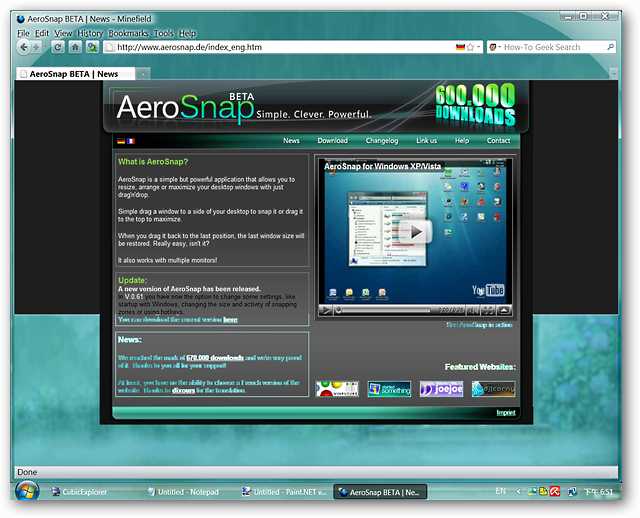 AeroSnap BETA | News - Minefield
File Edit View History Bookmarks Tools Help
http://www.aerosnap.de/index_eng.htm
How-To Geek Search
AeroSnap BETA | News
AeroSnap BETA
Simple. Clever. Powerful.
600.000
DOWNLOADS
News Download Changelog Link us Help Contact
What is AeroSnap?
AeroSnap is a simple but powerful application that allows you to
resize, arrange or maximize your desktop windows with just
drag'n'drop.
Simple drag a window to a side of your desktop to snap it or drag it
to the top to maximize.
When you drag it back to the last position, the last window size will
be restored. Really easy, isn't it?
It also works with multiple monitors!
AeroSnap for Windows XP/Vista
YouTube
Update:
A new version of AeroSnap has been released.
In V 0.61 you have now the option to change some settings, like
startup with Windows, changing the size and activity of snapping
zones or using hotkeys.
You can download the current version here:
News:
We reached the mark of 670.000 downloads and we're very proud
of it. Thanks to you all for your support!
At least, you have the ability to choose a French version of the
website. Thanks to dixours for the translation.
Featured Websites:
something
joejoe
Imprint
Done
CubicExplorer
Untitled - Notepad
Untitled - Paint.NET v...
AeroSnap BETA | Ne...
EN
下午 6:51